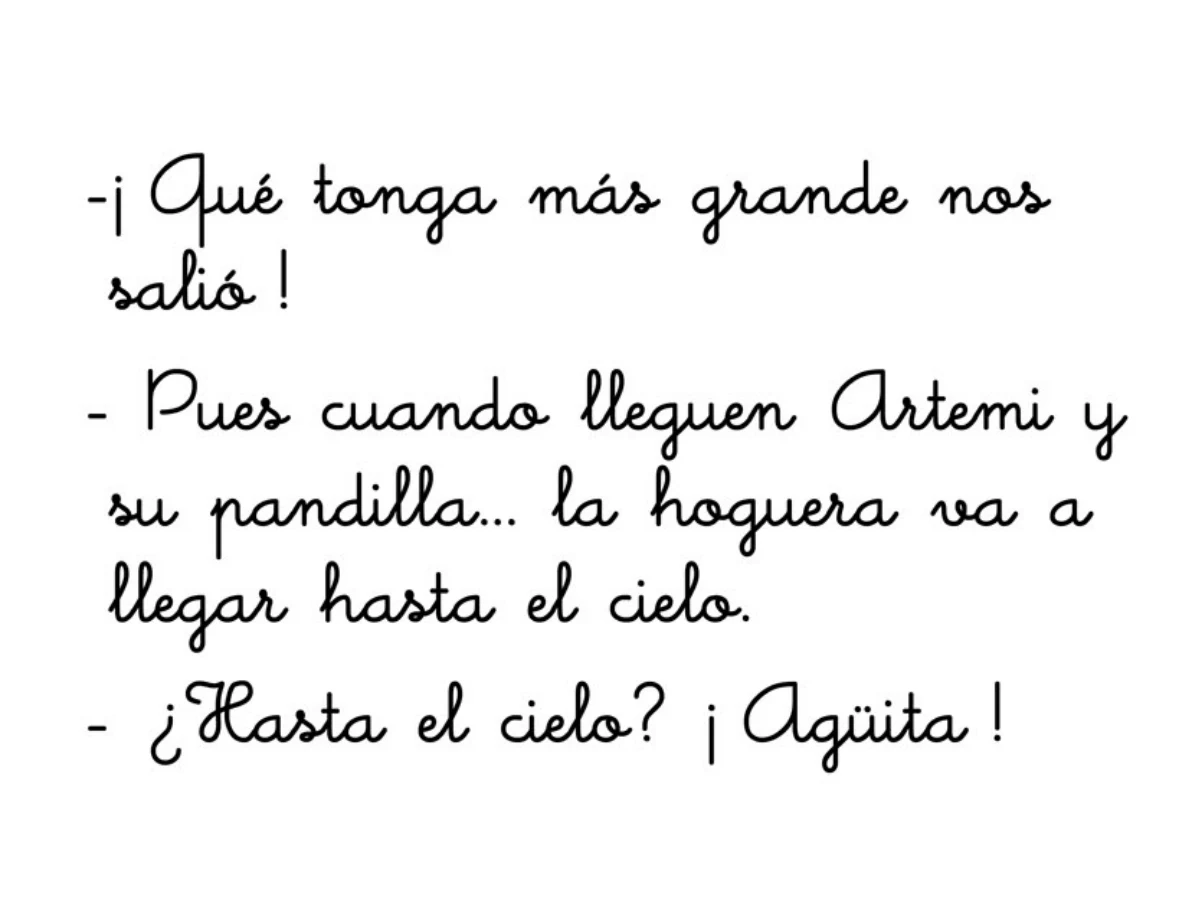 -¡ Qué tonga más grande nos
salió !
- Pues cuando lleguen Artemi y
su pandilla... la hoguera va a
llegar hasta el cielo.
- ¿Hasta el cielo? ¡ Agüita !